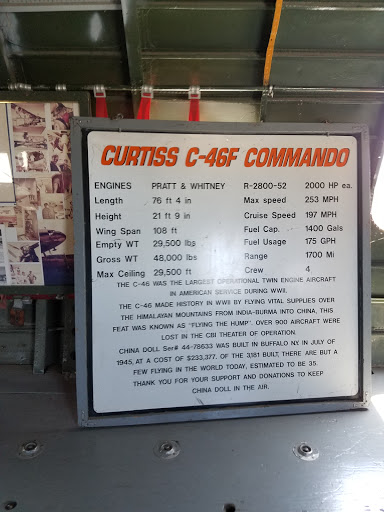 CURTISS C-46F COMMANDO
ENGINES PRATT & WHITNEY R-2800-52 2000 HP ea.
Length 76 ft 4 in Max speed 253 MPH
Height 21 ft 9 in Cruise Speed 197 MPH
Wing Span 108 ft Fuel Cap. 1400 Gals
Empty WT 29,500 lbs Fuel Usage 175 GPH
Gross WT 48,000 lbs Range 1700 Mi
Max Ceiling 29,500 ft Crew 4
THE C-46 WAS THE LARGEST OPERATIONAL TWIN ENGINE AIRCRAFT
IN AMERICAN SERVICE DURING WWII.
THE C-46 MADE HISTORY IN WWII BY FLYING VITAL SUPPLIES OVER
THE HIMALAYAN MOUNTAINS FROM INDIA-BURMA INTO CHINA, THIS
FEAT WAS KNOWN AS "FLYING THE HUMP". OVER 900 AIRCRAFT WERE
LOST IN THE CBI THEATER OF OPERATION.
CHINA DOLL Ser# 44-78633 WAS BUILT IN BUFFALO NY IN JULY OF
1945, AT A COST OF $233,377. OF THE 3,181 BUILT, THERE ARE BUT A
FEW FLYING IN THE WORLD TODAY, ESTIMATED TO BE 35.
THANK YOU FOR YOUR SUPPORT AND DONATIONS TO KEEP
CHINA DOLL IN THE AIR.